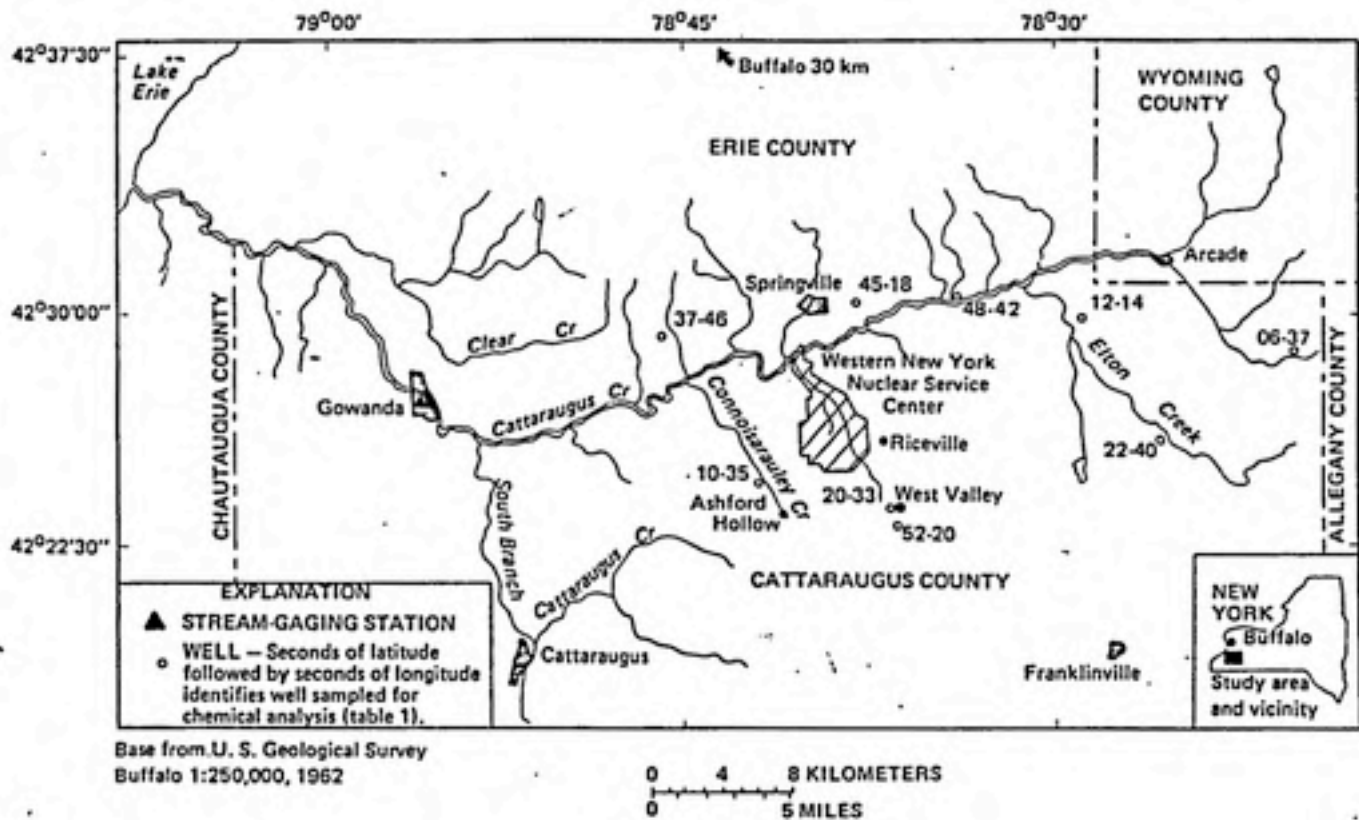 79°00'
78°45'
78°30'
42°37'30"
Lake
Erie
Buffalo 30 km
WYOMING
COUNTY
ERIE COUNTY
Arcade
Springville
45-18
42°30'00"
48-42
12-14
37-46
06-37
Clear Cr
Elton
Creek
Western New York
Nuclear Service
Center
CHAUTAUQUA COUNTY
Gowanda
Cattaraugus Cr
Connoisarauley Cr
Riceville
22-40
ALLEGANY COUNTY
10-35
Ashford
Hollow
20-33
West Valley
52-20
South Branch
42°22'30"
Cattaraugus Cr
CATTARAUGUS COUNTY
EXPLANATION
STREAM-GAGING STATION
WELL — Seconds of latitude
followed by seconds of longitude
identifies well sampled for
chemical analysis (table 1).
Cattaraugus
Franklinville
NEW
YORK
Buffalo
Study area
and vicinity
Base from U. S. Geological Survey
Buffalo 1:250,000, 1962
0 4 8 KILOMETERS
0 5 MILES